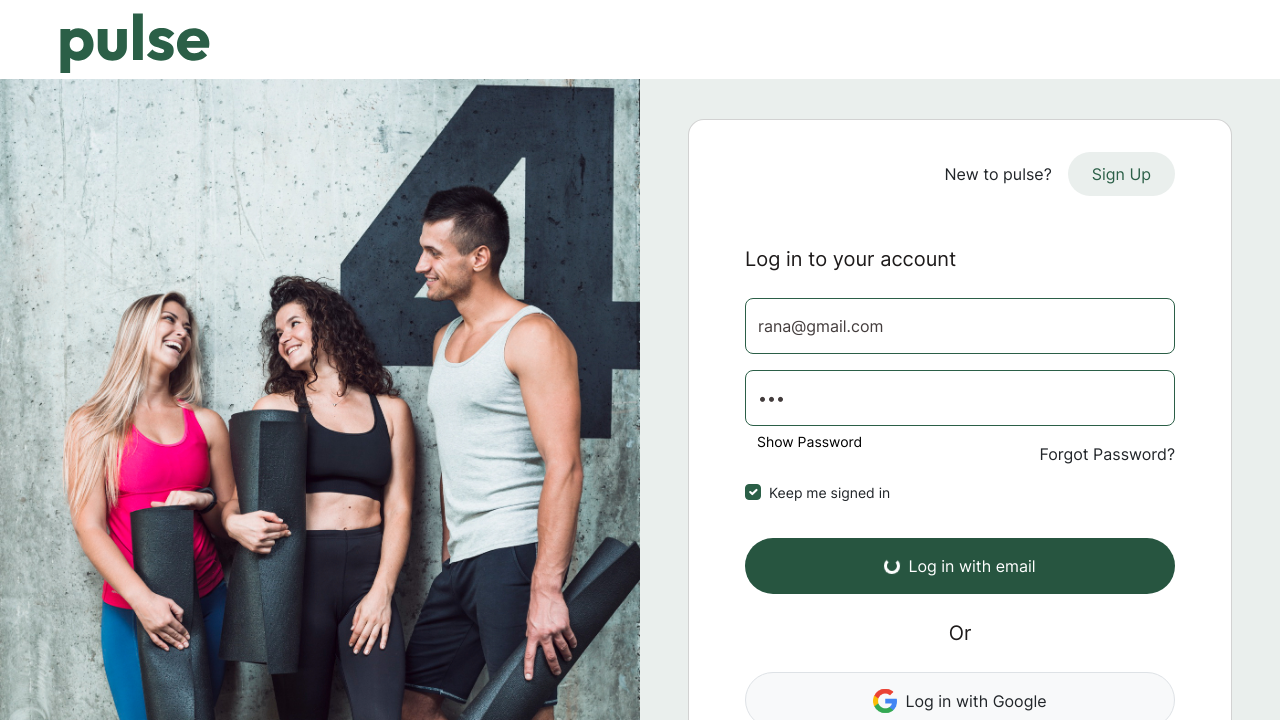 pulse
4
New to pulse? Sign Up
Log in to your account
rana@gmail.com
•••
Show Password
Forgot Password?
Keep me signed in
Log in with email
Or
Log in with Google